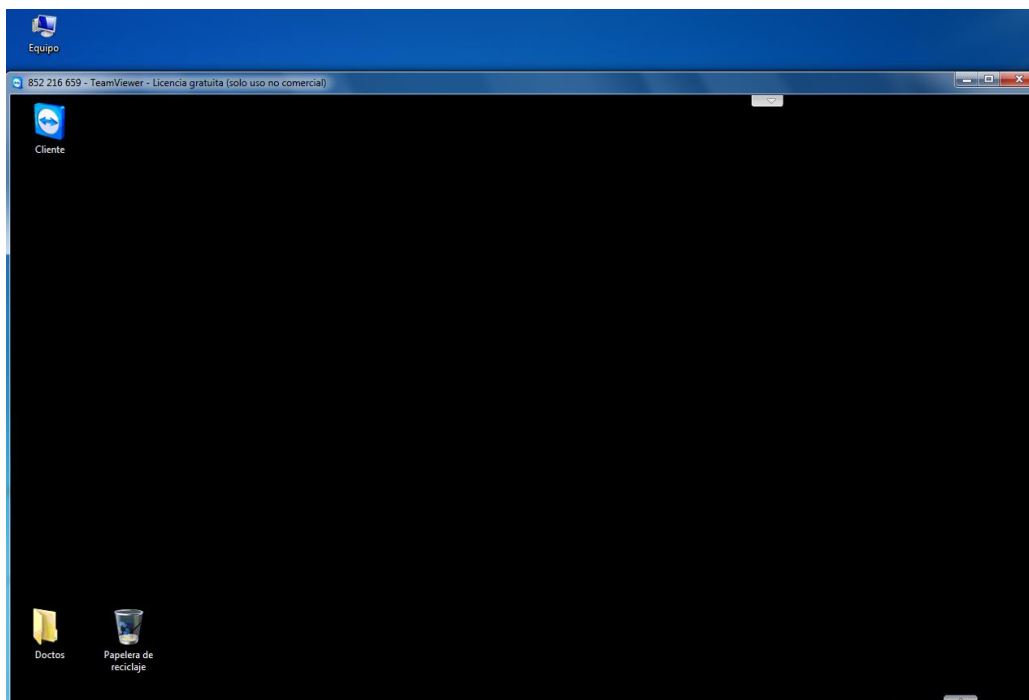 Equipo
852 216 659 - TeamViewer - Licencia gratuita (solo uso no comercial)
Cliente
Doctos
Papelera de
reciclaje